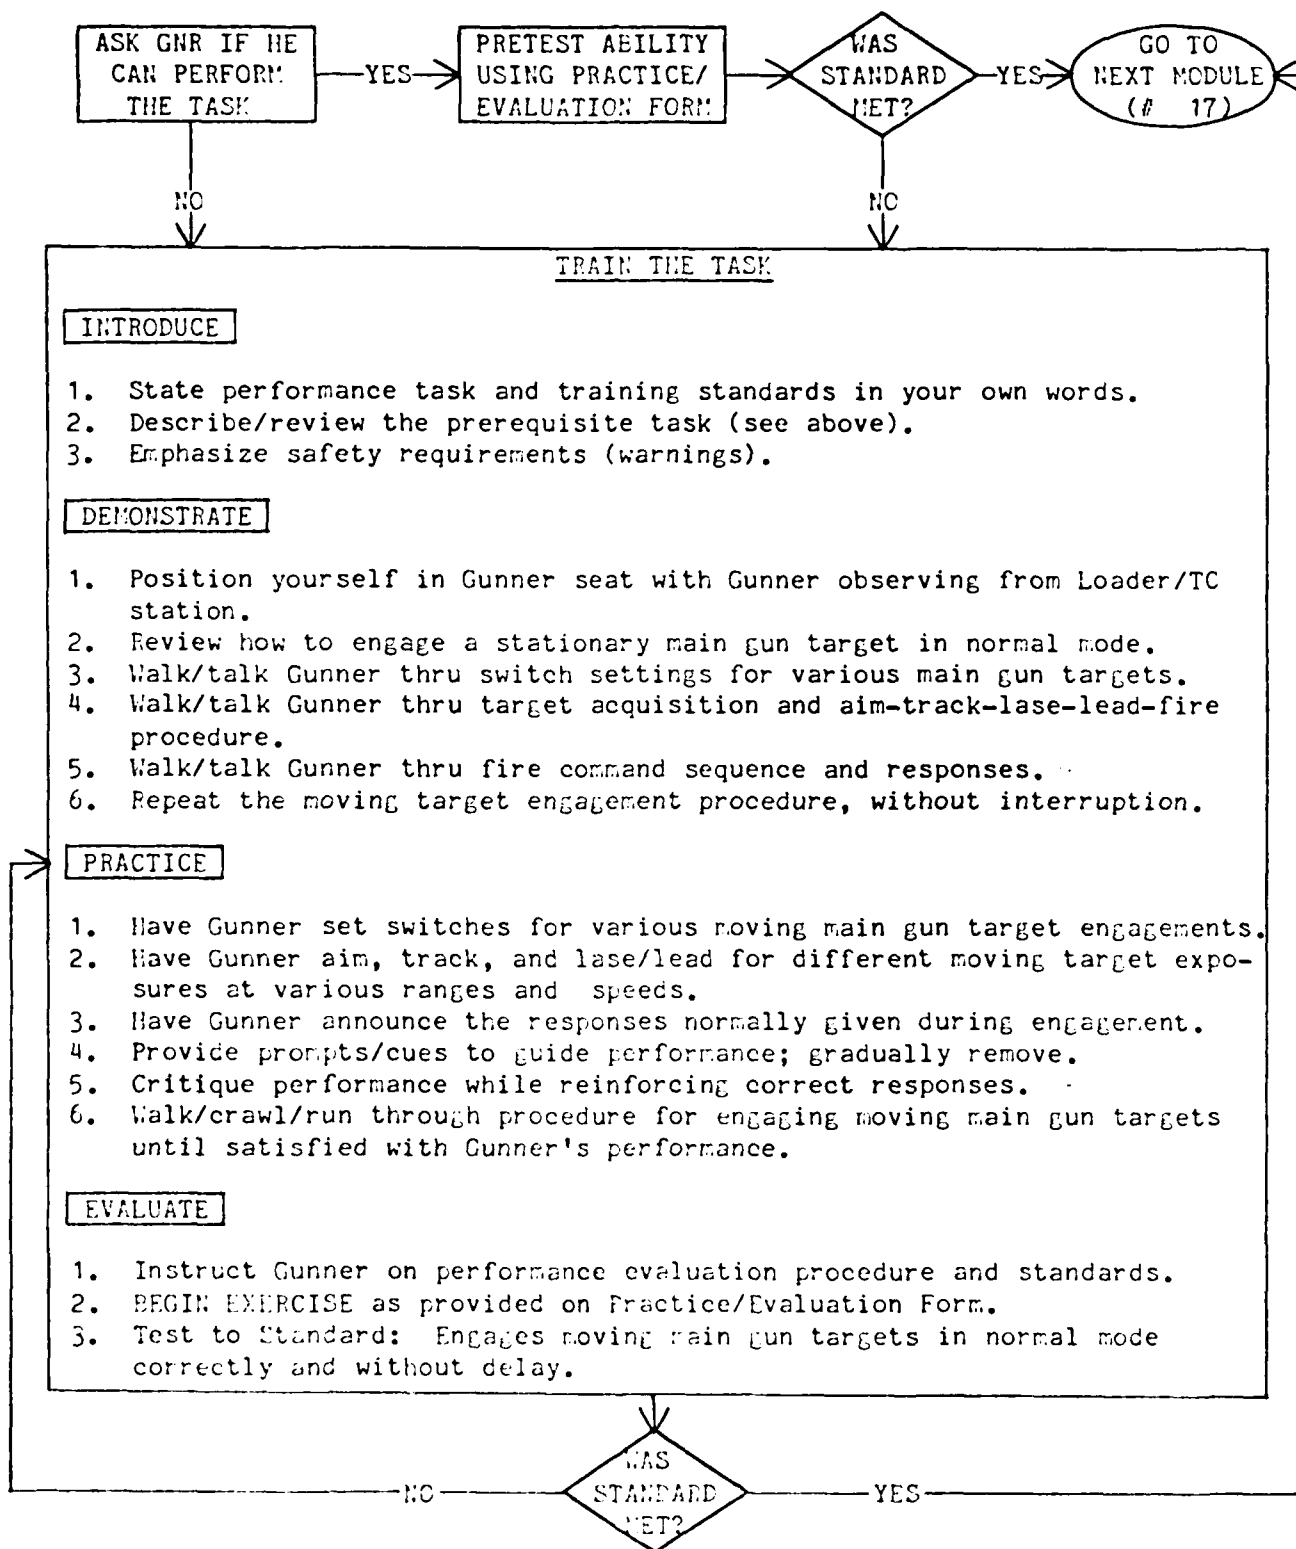 ASK GNR IF HE
CAN PERFORM
THE TASK
YES
PRETEST ABILITY
USING PRACTICE/
EVALUATION FORM
WAS
STANDARD
MET?
YES
GO TO
NEXT MODULE
(# 17)
NO
NO
TRAIN THE TASK
INTRODUCE
1. State performance task and training standards in your own words.
2. Describe/review the prerequisite task (see above).
3. Emphasize safety requirements (warnings).
DEMONSTRATE
1. Position yourself in Gunner seat with Gunner observing from Loader/TC
station.
2. Review how to engage a stationary main gun target in normal mode.
3. Walk/talk Gunner thru switch settings for various main gun targets.
4. Walk/talk Gunner thru target acquisition and aim-track-lase-lead-fire
procedure.
5. Walk/talk Gunner thru fire command sequence and responses.
6. Repeat the moving target engagement procedure, without interruption.
PRACTICE
1. Have Gunner set switches for various moving main gun target engagements.
2. Have Gunner aim, track, and lase/lead for different moving target expo-
sures at various ranges and speeds.
3. Have Gunner announce the responses normally given during engagement.
4. Provide prompts/cues to guide performance; gradually remove.
5. Critique performance while reinforcing correct responses.
6. Walk/crawl/run through procedure for engaging moving main gun targets
until satisfied with Gunner's performance.
EVALUATE
1. Instruct Gunner on performance evaluation procedure and standards.
2. BEGIN EXERCISE as provided on Practice/Evaluation Form.
3. Test to Standard: Engages moving main gun targets in normal mode
correctly and without delay.
WAS
STANDARD
MET?
NO
YES